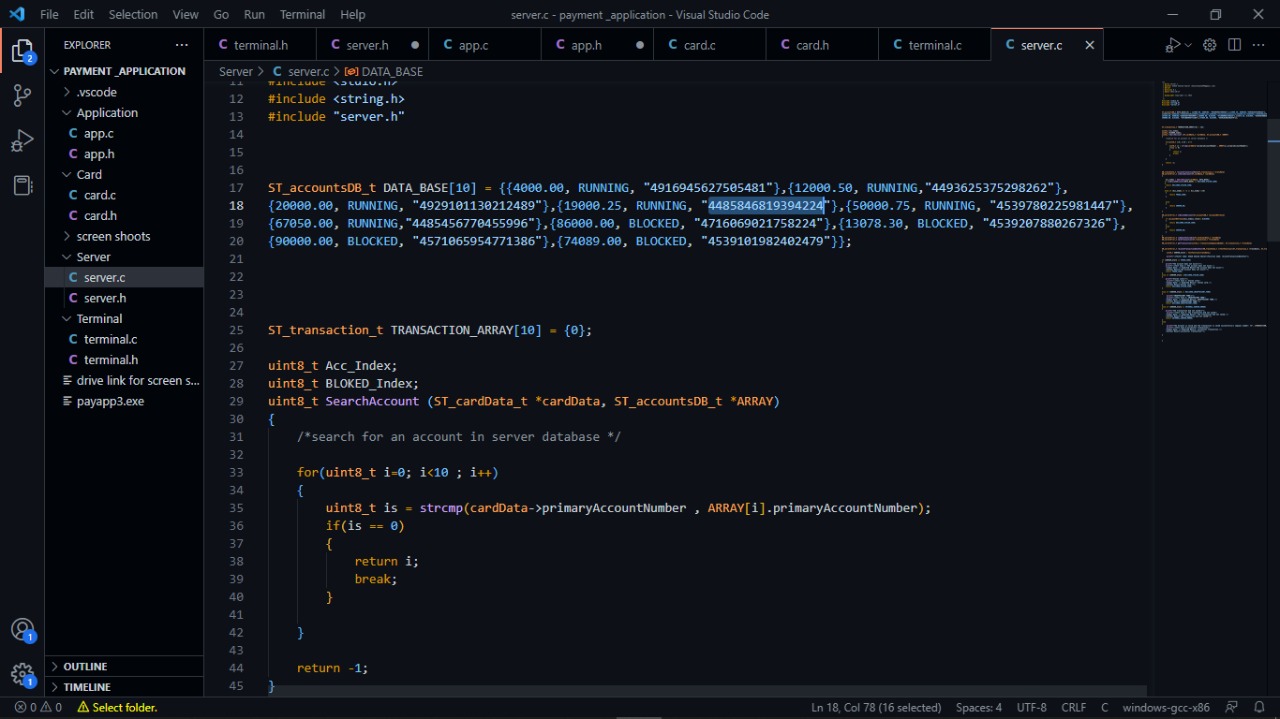 File Edit Selection View Go Run Terminal Help server.c - payment _application - Visual Studio Code
EXPLORER ... C terminal.h C server.h C app.c C app.h C card.c C card.h C terminal.c C server.c
PAYMENT _APPLICATION
.vscode
Application
C app.c
C app.h
Card
C card.c
C card.h
screen shoots
Server
C server.c
C server.h
Terminal
C terminal.c
C terminal.h
drive link for screen s...
payapp3.exe
OUTLINE
TIMELINE
2
1
1
Server > C server.c > DATA_BASE
11 #include <stdio.h>
12 #include <string.h>
13 #include "server.h"
14
15
16
17 ST_accountsDB_t DATA_BASE[10] = {{4000.00, RUNNING, "4916945627505481"},{12000.50, RUNNING,"4493625375298262"},
18 {20000.00, RUNNING, "4929101310212489"},{19000.25, RUNNING, "4485846819394224"},{50000.75, RUNNING, "4539780225981447"},
19 {67050.00, RUNNING,"4485456274455996"},{86000.00, BLOCKED, "4716590021758224"},{13078.30, BLOCKED, "4539207880267326"},
20 {90000.00, BLOCKED, "4571065954771386"},{74089.00, BLOCKED, "4539101982402479"}};
21
22
23
24
25 ST_transaction_t TRANSACTION_ARRAY[10] = {0};
26
27 uint8_t Acc_Index;
28 uint8_t BLOKED_Index;
29 uint8_t SearchAccount (ST_cardData_t *cardData, ST_accountsDB_t *ARRAY)
30 {
31 /*search for an account in server database */
32
33 for(uint8_t i=0; i<10 ; i++)
34 {
35 uint8_t is = strcmp(cardData->primaryAccountNumber , ARRAY[i].primaryAccountNumber);
36 if(is == 0)
37 {
38 return i;
39 break;
40 }
41
42 }
43
44 return -1;
45 }
0 0 Select folder. Ln 18, Col 78 (16 selected) Spaces: 4 UTF-8 CRLF C windows-gcc-x86